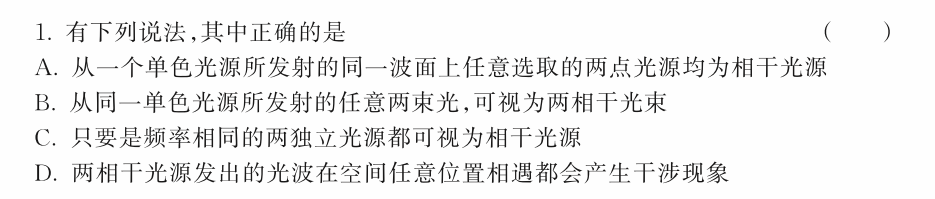 1. 有下列说法,其中正确的是 (  )
A. 从一个单色光源所发射的同一波面上任意选取的两点光源均为相干光源
B. 从同一单色光源所发射的任意两束光,可视为两相干光束
C. 只要是频率相同的两独立光源都可视为相干光源
D. 两相干光源发出的光波在空间任意位置相遇都会产生干涉现象